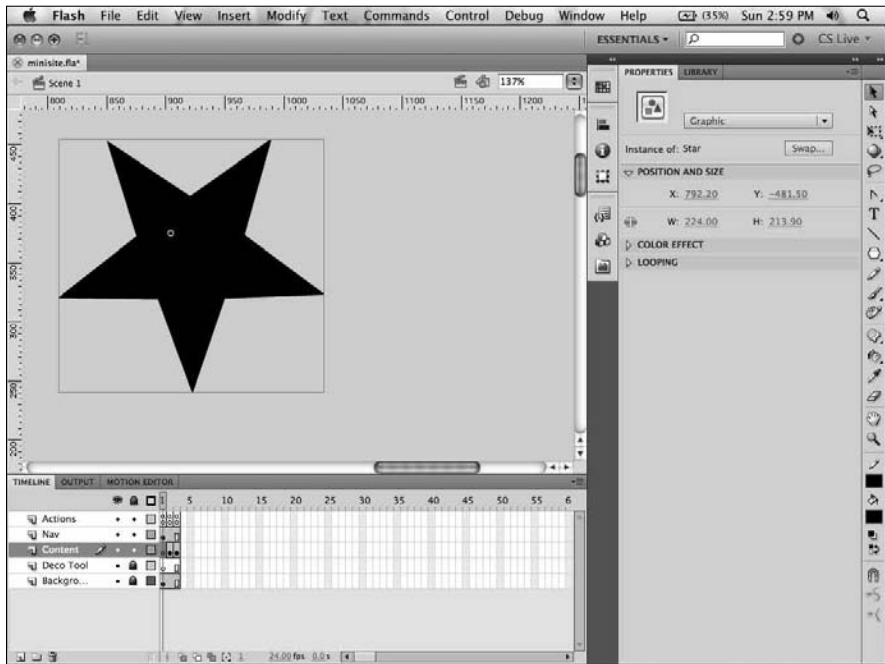 Flash File Edit View Insert Modify Text Commands Control Debug Window Help (35%) Sun 2:59 PM
ESSENTIALS CS Live
minisite.fla*
Scene 1 137%
800 850 900 950 1000 1050 1100 1150 1200
450
400
350
300
250
200
PROPERTIES LIBRARY
Graphic
Instance of: Star Swap...
POSITION AND SIZE
X: 792.20 Y: -481.50
W: 224.00 H: 213.90
COLOR EFFECT
LOOPING
TIMELINE OUTPUT MOTION EDITOR
1 5 10 15 20 25 30 35 40 45 50 55 6
Actions
Nav
Content
Deco Tool
Backgro...
1 24.00 fps 0.0 s